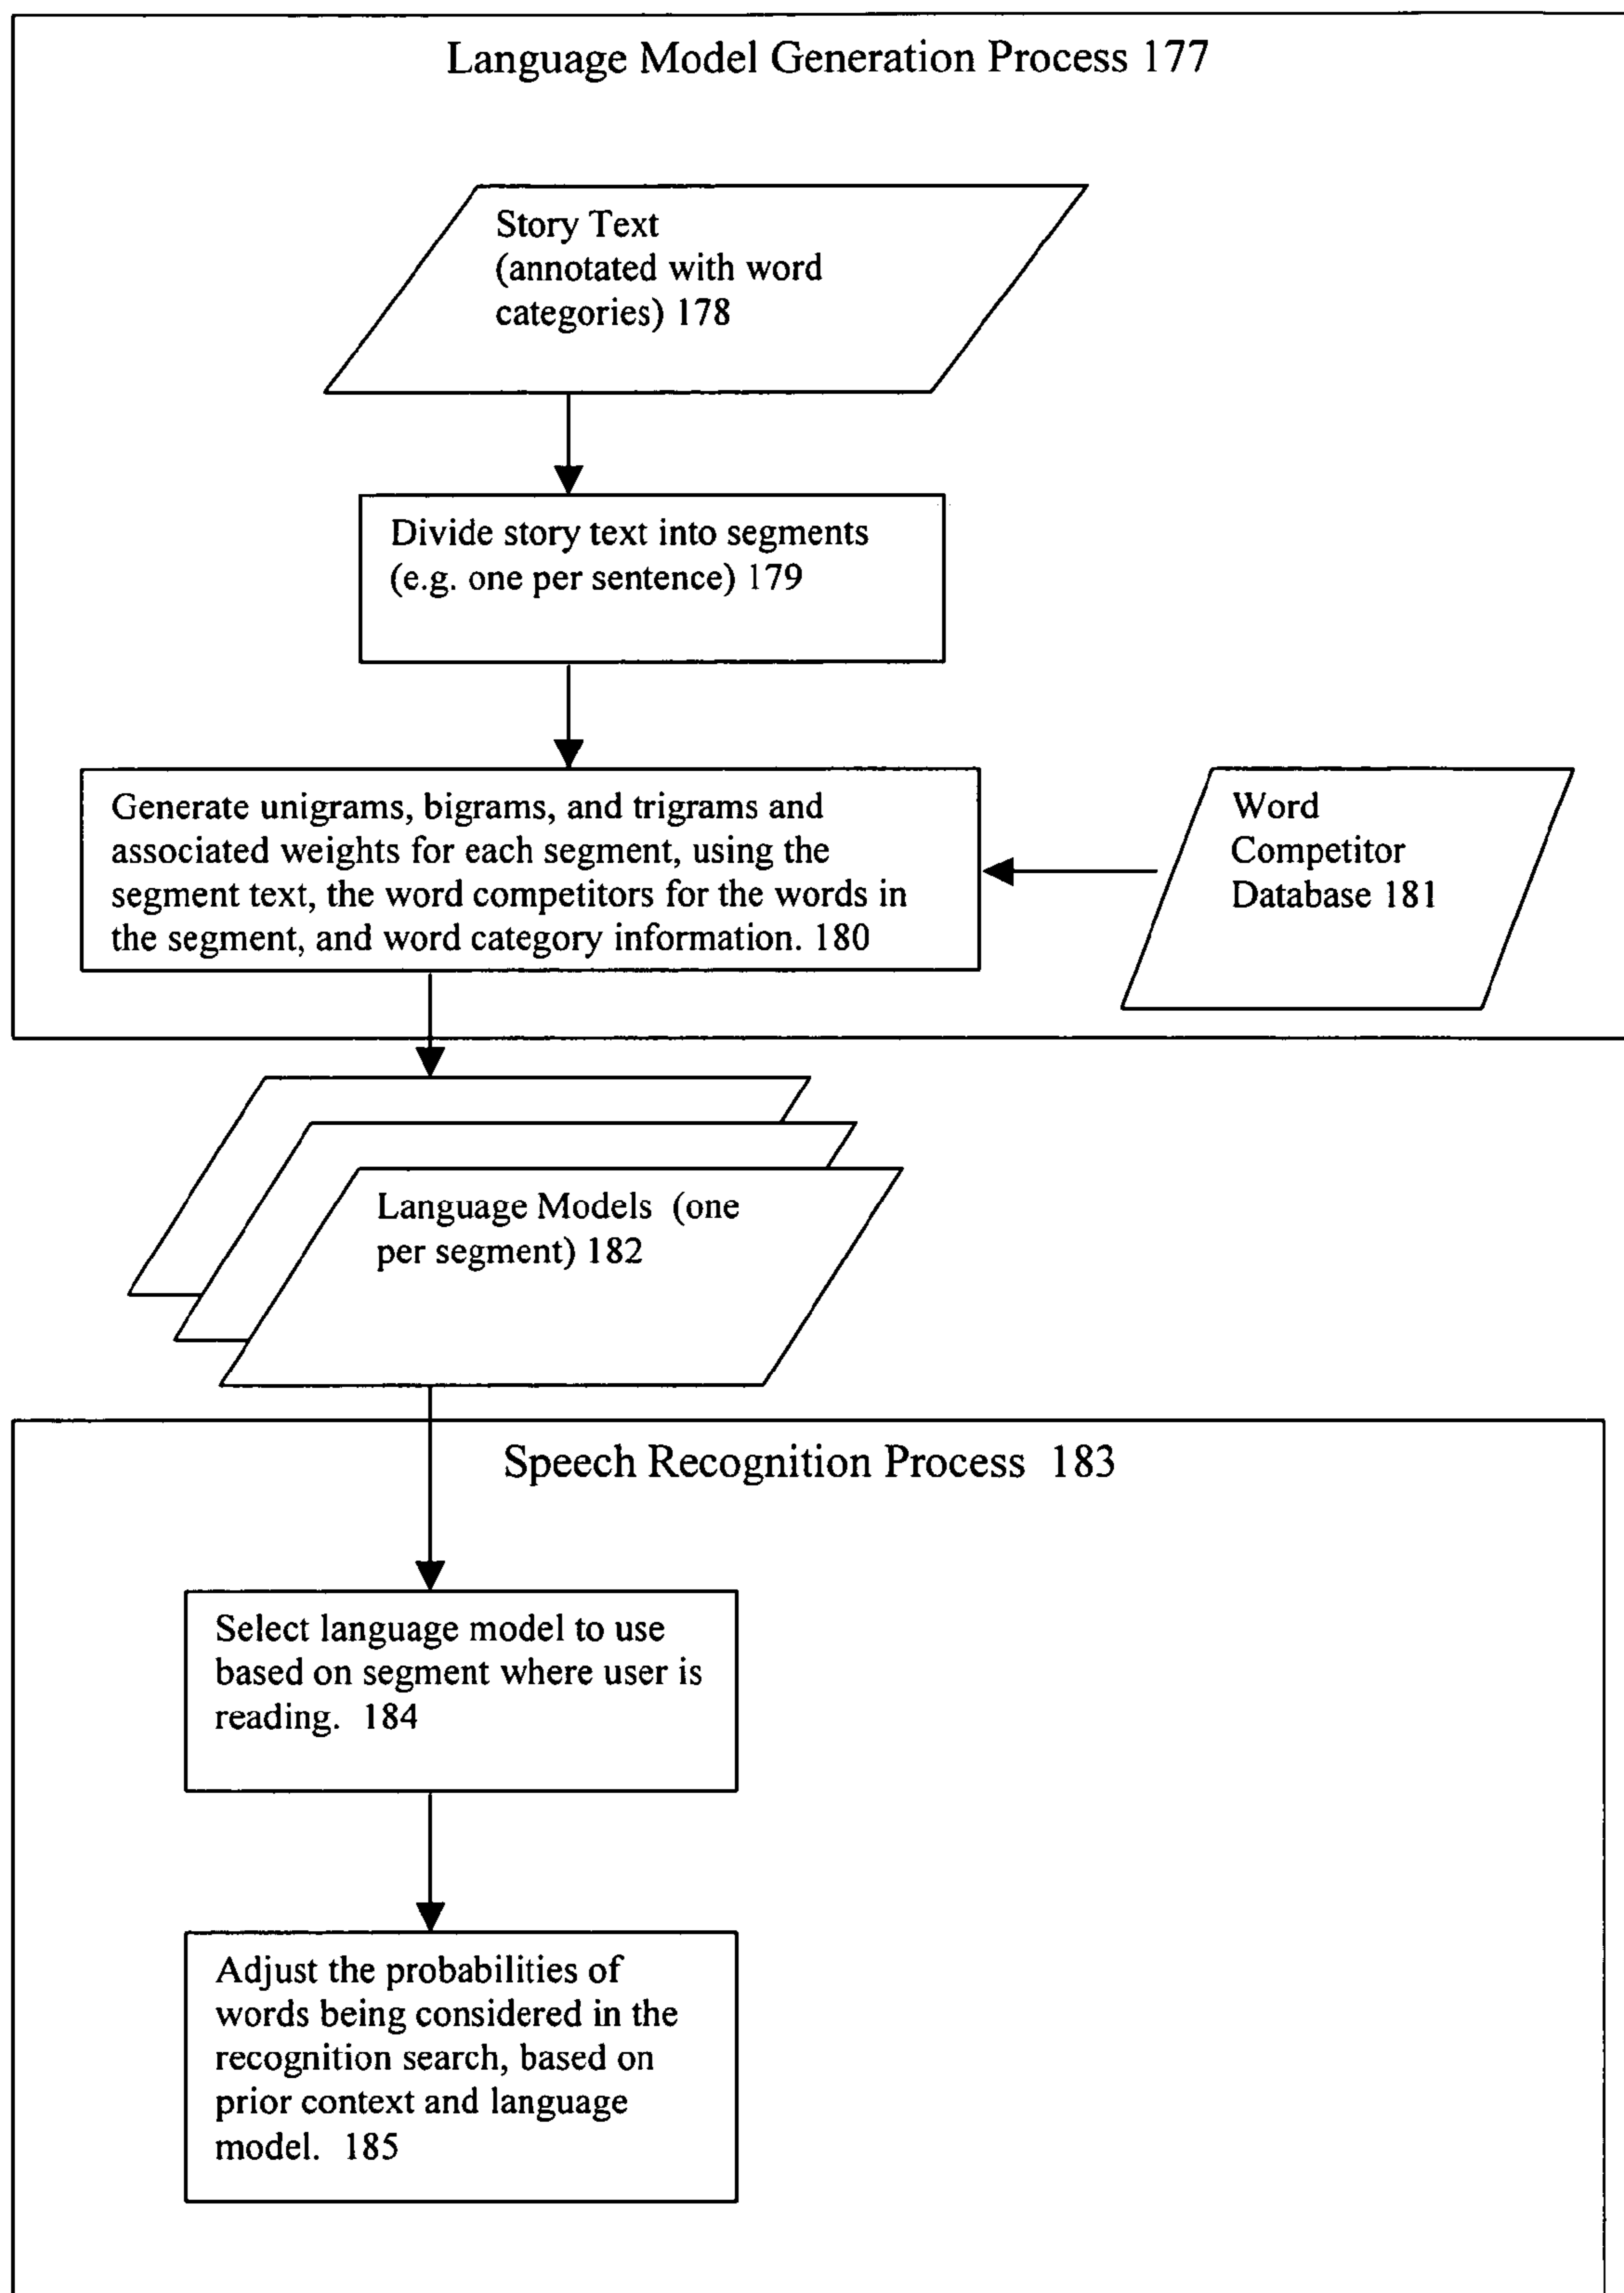 Language Model Generation Process 177
Story Text
(annotated with word
categories) 178
Divide story text into segments
(e.g. one per sentence) 179
Generate unigrams, bigrams, and trigrams and
associated weights for each segment, using the
segment text, the word competitors for the words in
the segment, and word category information. 180
Word
Competitor
Database 181
Language Models (one
per segment) 182
Speech Recognition Process 183
Select language model to use
based on segment where user is
reading. 184
Adjust the probabilities of
words being considered in the
recognition search, based on
prior context and language
model. 185